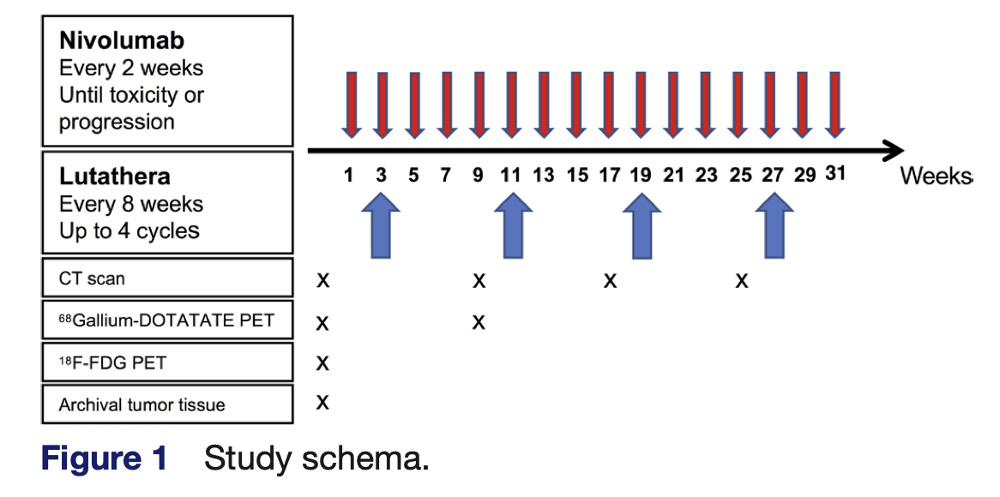 Nivolumab
Every 2 weeks
Until toxicity or
progression
1 3 5 7 9 11 13 15 17 19 21 23 25 27 29 31 Weeks
Lutathera
Every 8 weeks
Up to 4 cycles
CT scan X X X X
⁶⁸Gallium-DOTATATE PET X X
¹⁸F-FDG PET X
Archival tumor tissue X
Figure 1 Study schema.